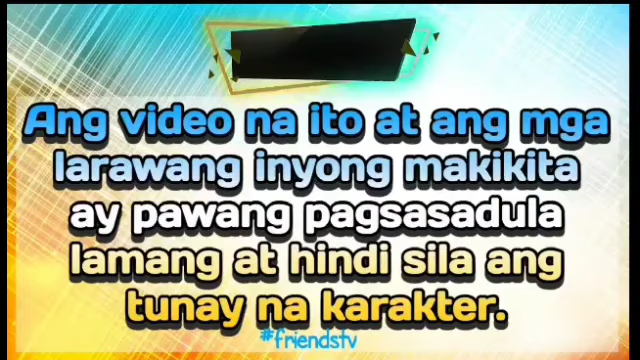 Ang video na ito at ang mga
larawang inyong makikita
ay pawang pagsasadula
lamang at hindi sila ang
tunay na karakter.
#friendstv